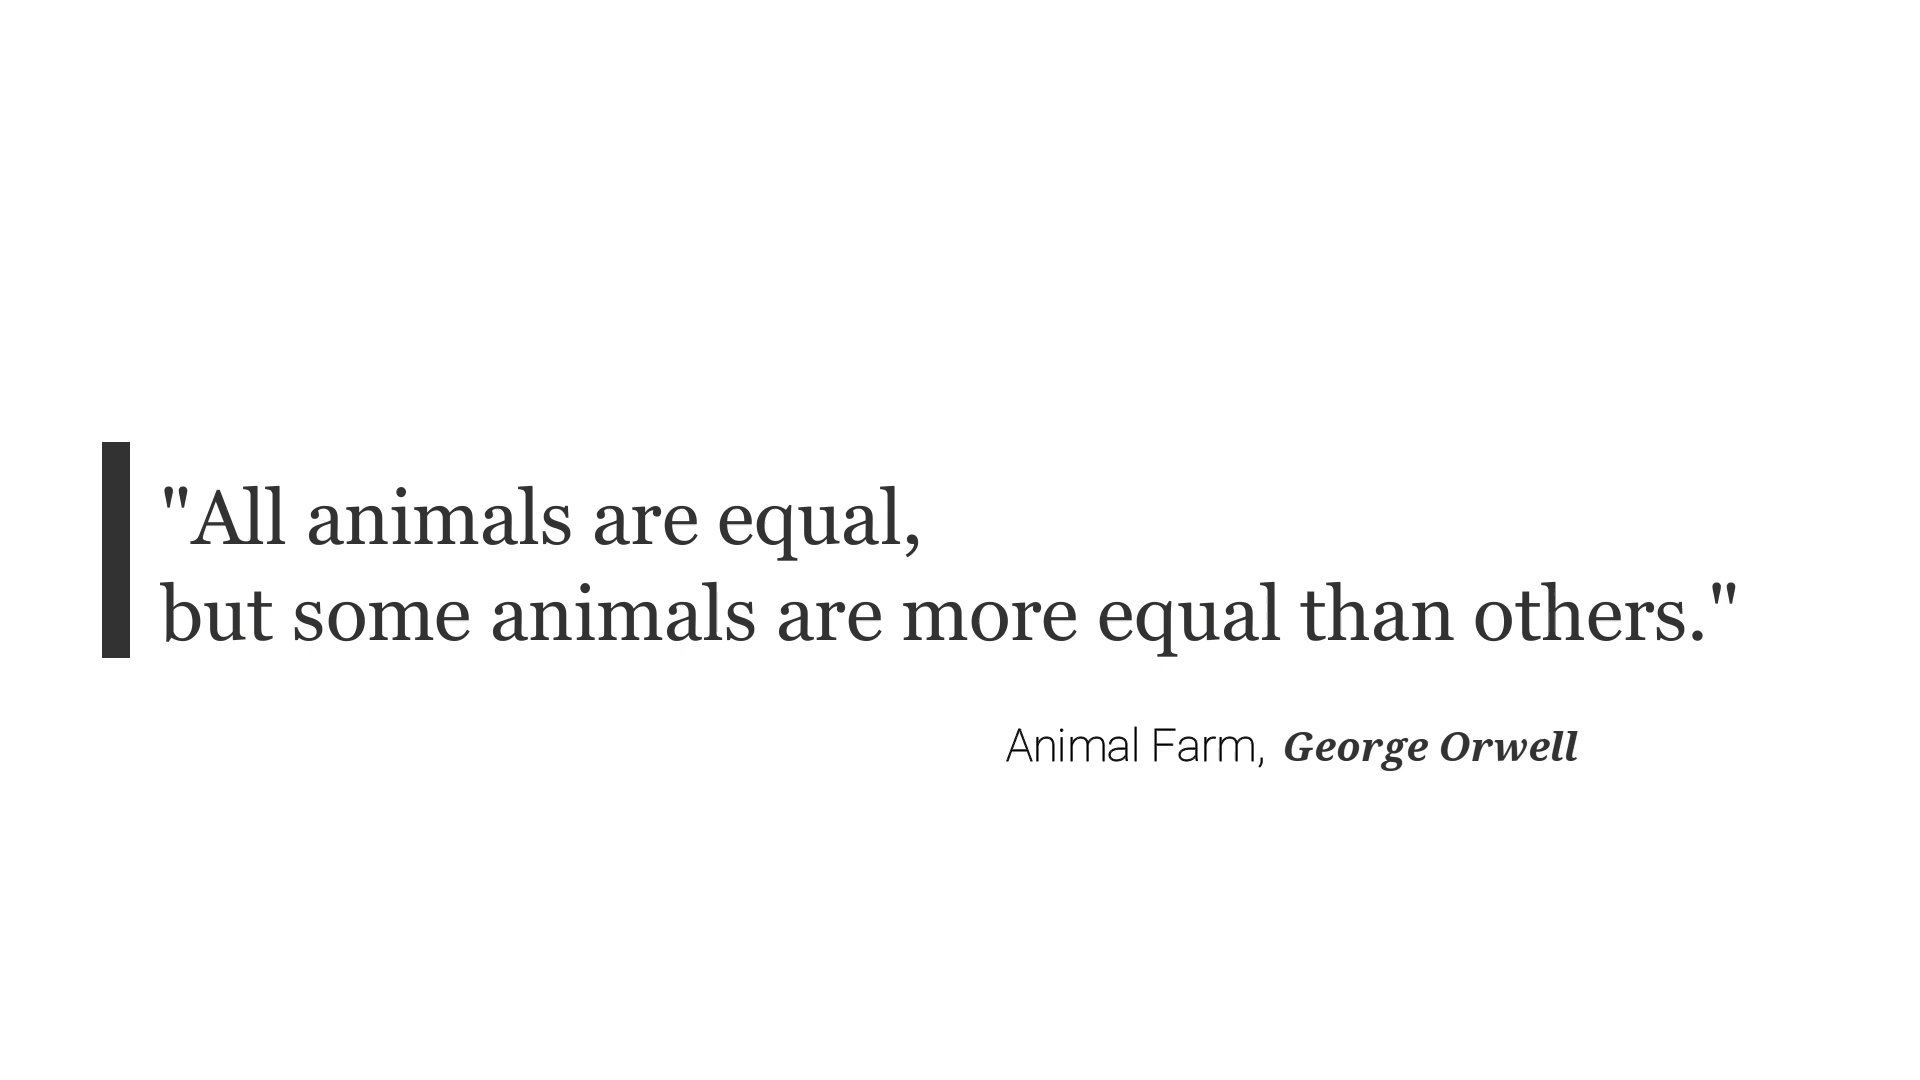 "All animals are equal,
but some animals are more equal than others."
Animal Farm, George Orwell